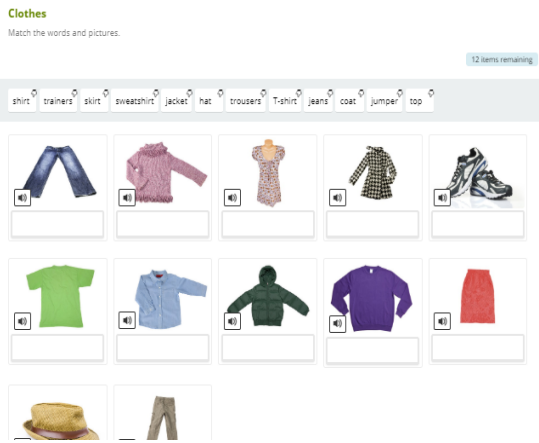 Clothes
Match the words and pictures.
12 items remaining
shirt trainers skirt sweatshirt jacket hat trousers T-shirt jeans coat jumper top